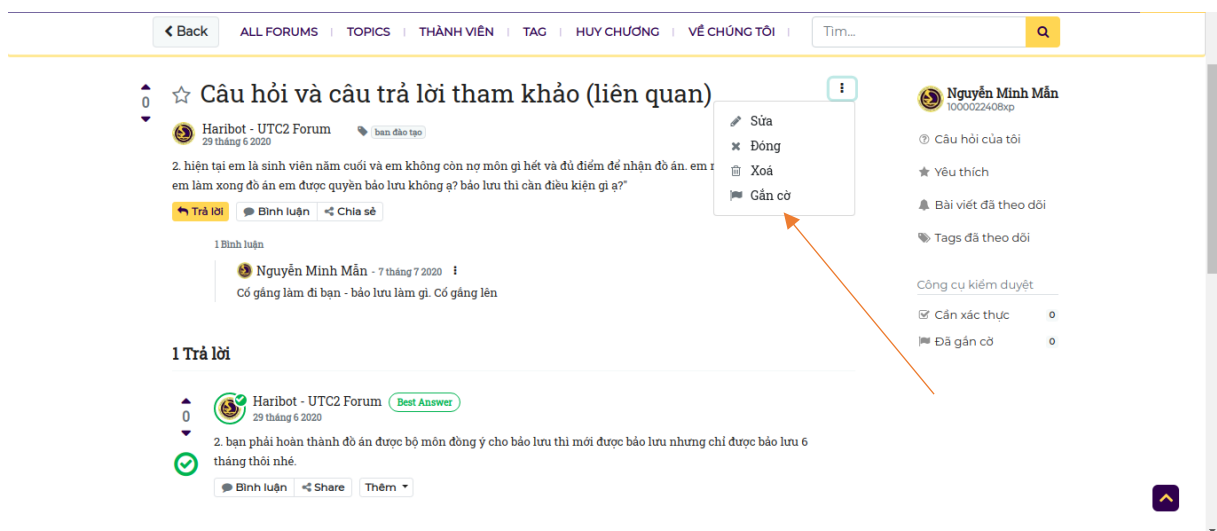 Back ALL FORUMS TOPICS THÀNH VIÊN TAG HUY CHƯƠNG VỀ CHÚNG TÔI Tìm...
0
Câu hỏi và câu trả lời tham khảo (liên quan)
Haribot - UTC2 Forum ban đào tạo
29 tháng 6 2020
2. hiện tại em là sinh viên năm cuối và em không còn nợ môn gì hết và đủ điểm để nhận đồ án. em
em làm xong đồ án em được quyền bảo lưu không ạ? bảo lưu thì cần điều kiện gì ạ?"
Trả lời Bình luận Chia sẻ
Sửa
Đóng
Xoá
Gắn cờ
1 Bình luận
Nguyễn Minh Mẫn - 7 tháng 7 2020
Cố gắng làm đi bạn - bảo lưu làm gì. Cố gắng lên
1 Trả lời
0
Haribot - UTC2 Forum Best Answer
29 tháng 6 2020
2. bạn phải hoàn thành đồ án được bộ môn đồng ý cho bảo lưu thì mới được bảo lưu nhưng chỉ được bảo lưu 6
tháng thôi nhé.
Bình luận Share Thêm
Nguyễn Minh Mẫn
1000022408xp
Câu hỏi của tôi
Yêu thích
Bài viết đã theo dõi
Tags đã theo dõi
Công cụ kiểm duyệt
Cần xác thực 0
Đã gắn cờ 0